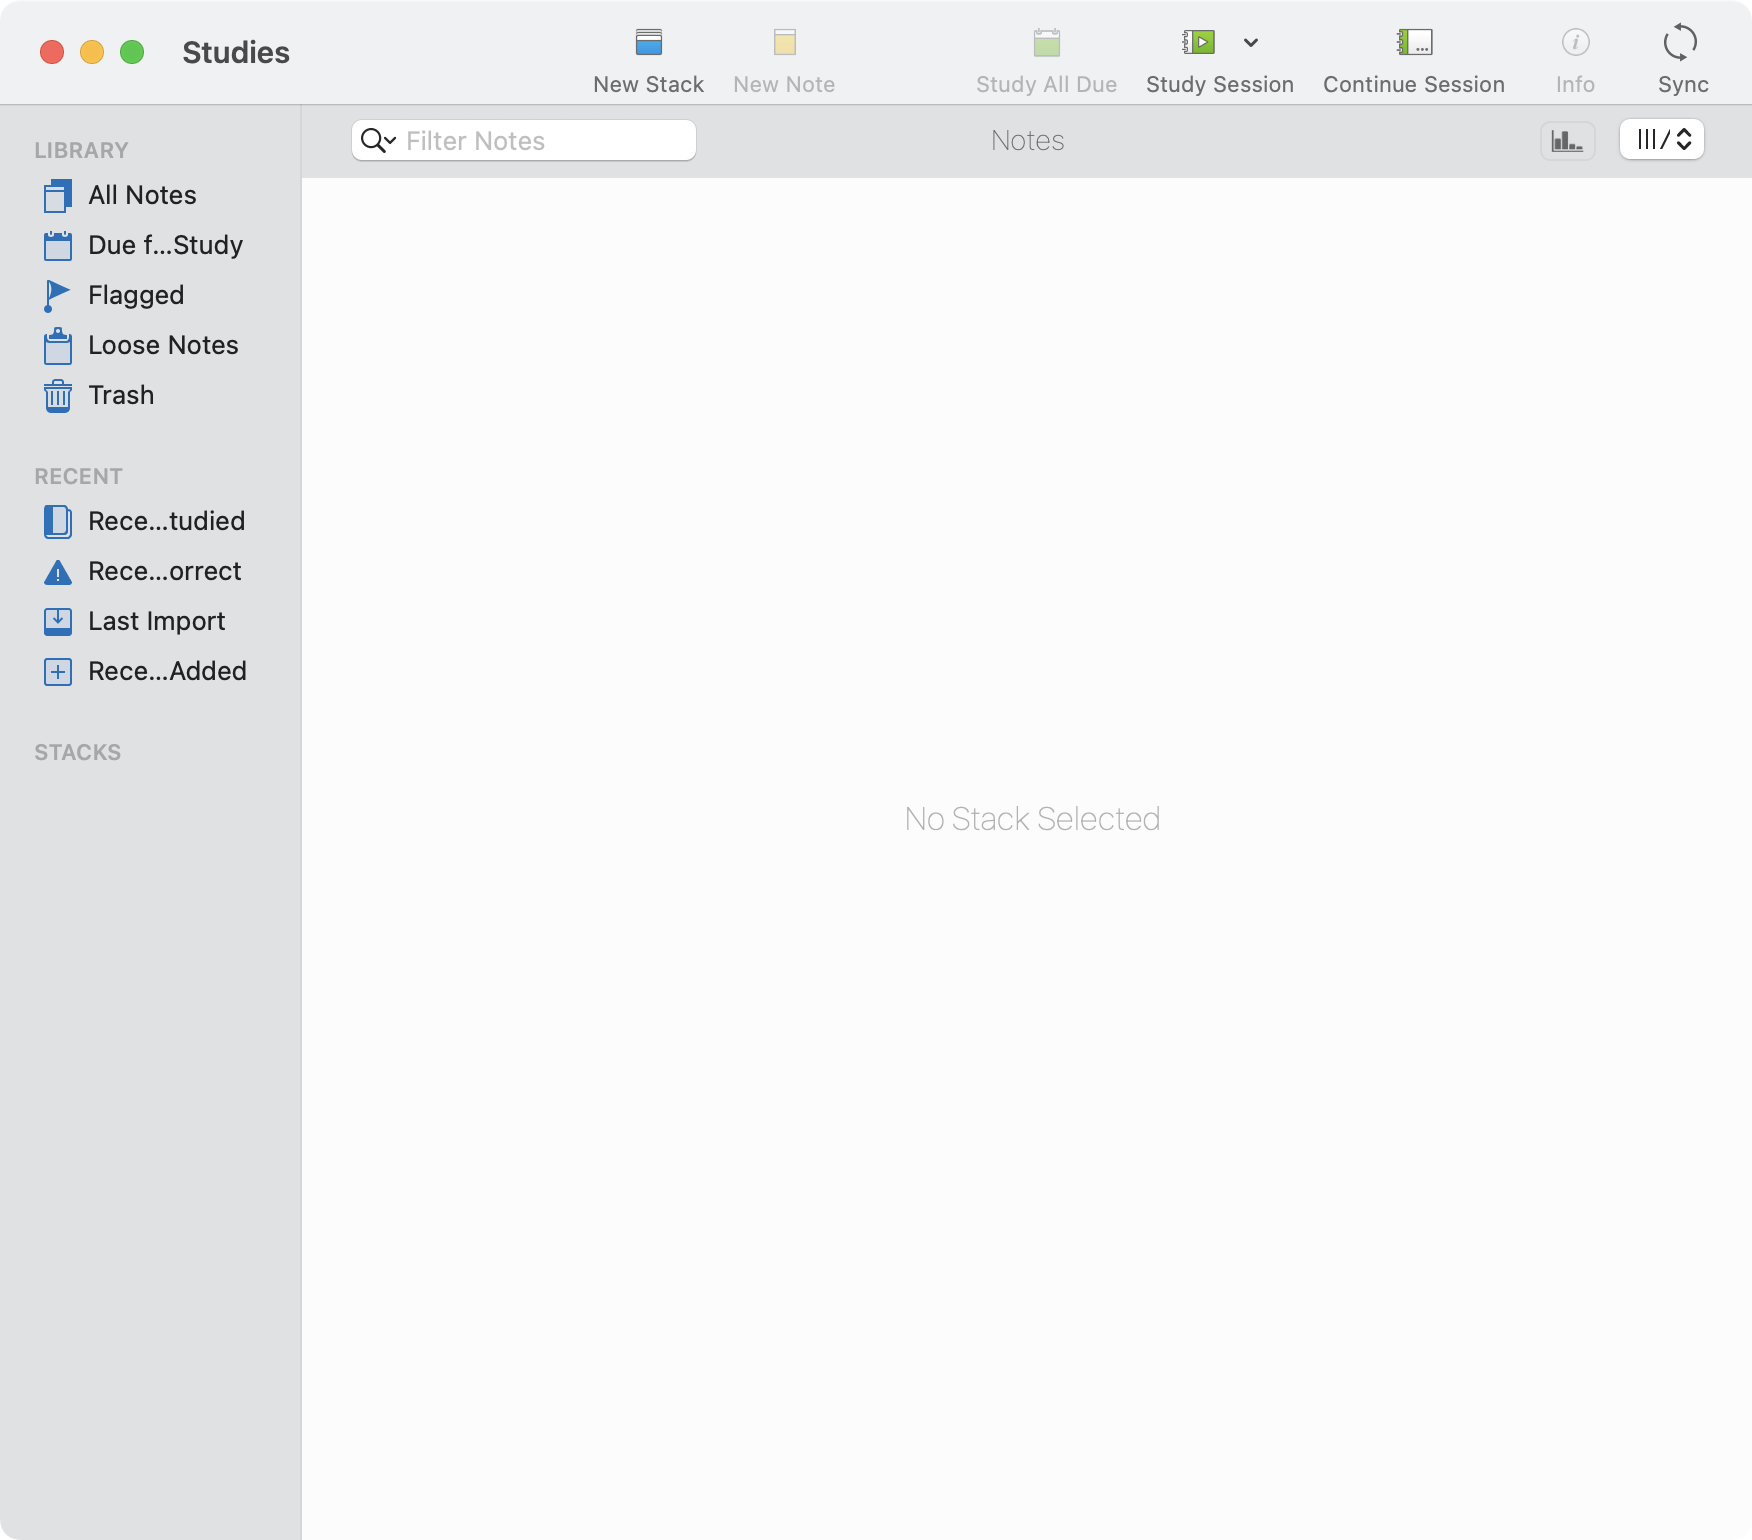 Studies
New Stack
New Note
Study All Due
Study Session
Continue Session
Info
Sync
LIBRARY
All Notes
Due f...Study
Flagged
Loose Notes
Trash
RECENT
Rece...tudied
Rece...orrect
Last Import
Rece...Added
STACKS
Filter Notes
Notes
No Stack Selected